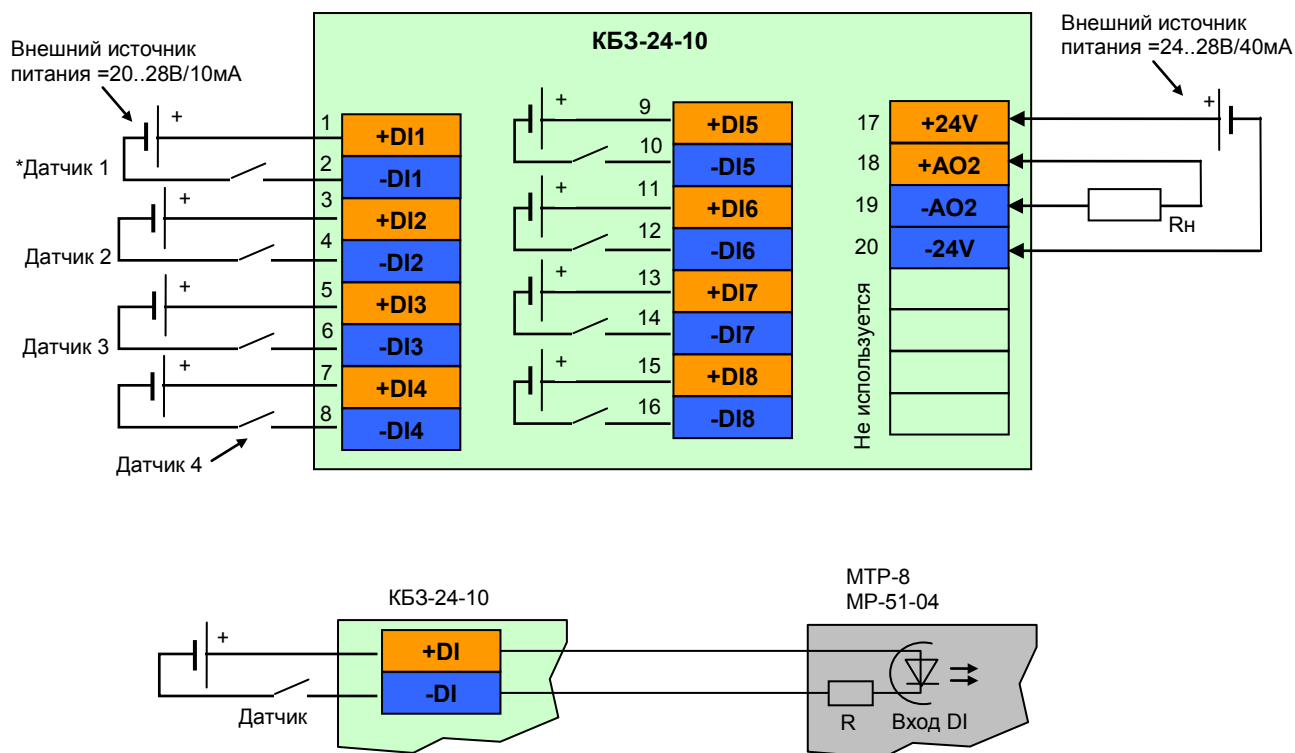 КБЗ-24-10
Внешний источник
питания =20..28В/10мА
Внешний источник
питания =24..28В/40мА
+
1
+DI1
*Датчик 1
2
-DI1
+
3
+DI2
Датчик 2
4
-DI2
+
5
+DI3
Датчик 3
6
-DI3
+
7
+DI4
8
-DI4
Датчик 4
+
9
+DI5
10
-DI5
+
11
+DI6
12
-DI6
+
13
+DI7
14
-DI7
+
15
+DI8
16
-DI8
17
+24V
+
18
+AO2
19
-AO2
Rн
20
-24V
Не используется
КБЗ-24-10
МТР-8
МР-51-04
+
+DI
-DI
Датчик
R
Вход DI